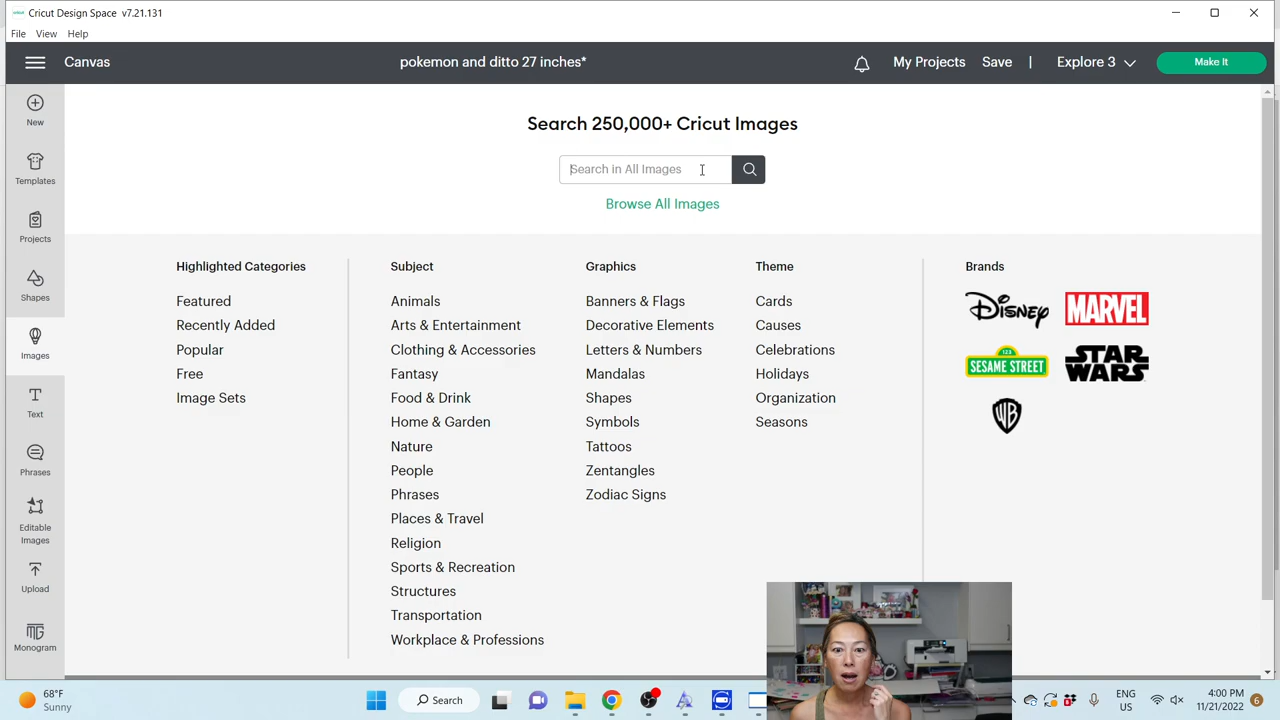 Cricut Design Space v7.21.131
File View Help
Canvas
pokemon and ditto 27 inches*
My Projects Save | Explore 3 Make It
New
Templates
Projects
Shapes
Images
Text
Phrases
Editable
Images
Upload
Monogram
Search 250,000+ Cricut Images
Search in All Images
Browse All Images
Highlighted Categories
Featured
Recently Added
Popular
Free
Image Sets
Subject
Animals
Arts & Entertainment
Clothing & Accessories
Fantasy
Food & Drink
Home & Garden
Nature
People
Phrases
Places & Travel
Religion
Sports & Recreation
Structures
Transportation
Workplace & Professions
Graphics
Banners & Flags
Decorative Elements
Letters & Numbers
Mandalas
Shapes
Symbols
Tattoos
Zentangles
Zodiac Signs
Theme
Cards
Causes
Celebrations
Holidays
Organization
Seasons
Brands
Disney
MARVEL
123
SESAME STREET
STAR
WARS
WB
68°F
Sunny
Search
ENG
US
4:00 PM
11/21/2022
6